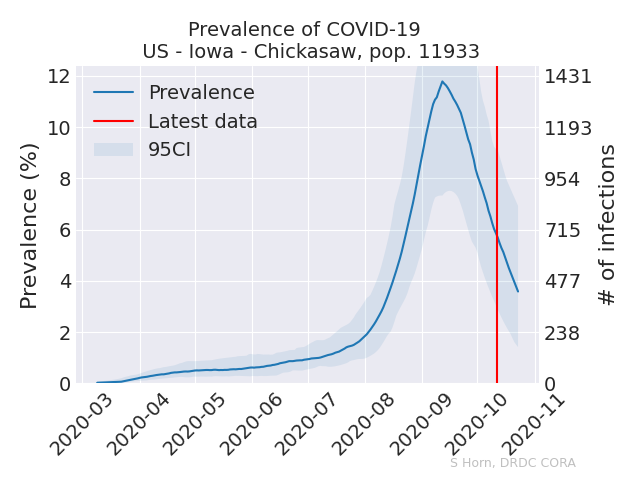 Prevalence of COVID-19
US - Iowa - Chickasaw, pop. 11933
Prevalence
Latest data
95CI
Prevalence (%)
12
10
8
6
4
2
0
1431
1193
954
715
477
238
0
# of infections
2020-03
2020-04
2020-05
2020-06
2020-07
2020-08
2020-09
2020-10
2020-11
S Horn, DRDC CORA